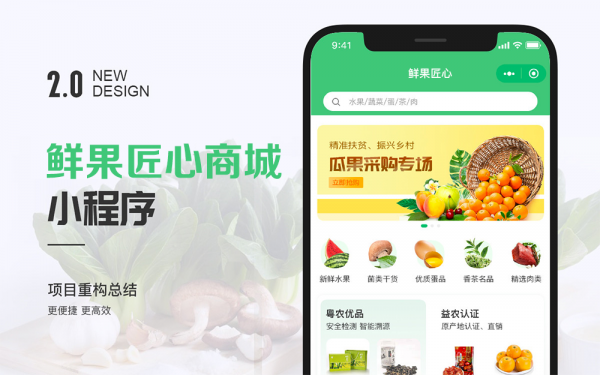 2.0 NEW
DESIGN
鲜果匠心商城
小程序
项目重构总结
更便捷 更高效
9:41
鲜果匠心
水果/蔬菜/蛋/茶/肉
精准扶贫、振兴乡村
瓜果采购专场
立即抢购
新鲜水果 菌类干货 优质蛋品 香茶名品 精选肉类
粤农优品
安全检测 智能溯源
益农认证
原产地认证、直销